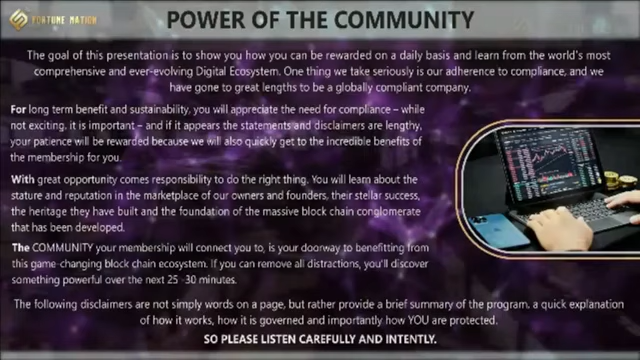 FORTUNE NATION
POWER OF THE COMMUNITY
The goal of this presentation is to show you how you can be rewarded on a daily basis and learn from the world's most
comprehensive and ever-evolving Digital Ecosystem. One thing we take seriously is our adherence to compliance, and we
have gone to great lengths to be a globally compliant company.
For long term benefit and sustainability, you will appreciate the need for compliance – while
not exciting, it is important – and if it appears the statements and disclaimers are lengthy,
your patience will be rewarded because we will also quickly get to the incredible benefits of
the membership for you.
With great opportunity comes responsibility to do the right thing. You will learn about the
stature and reputation in the marketplace of our owners and founders, their stellar success,
the heritage they have built and the foundation of the massive block chain conglomerate
that has been developed.
The COMMUNITY your membership will connect you to, is your doorway to benefitting from
this game-changing block chain ecosystem. If you can remove all distractions, you'll discover
something powerful over the next 25 -30 minutes.
The following disclaimers are not simply words on a page, but rather provide a brief summary of the program. a quick explanation
of how it works, how it is governed and importantly how YOU are protected.
SO PLEASE LISTEN CAREFULLY AND INTENTLY.